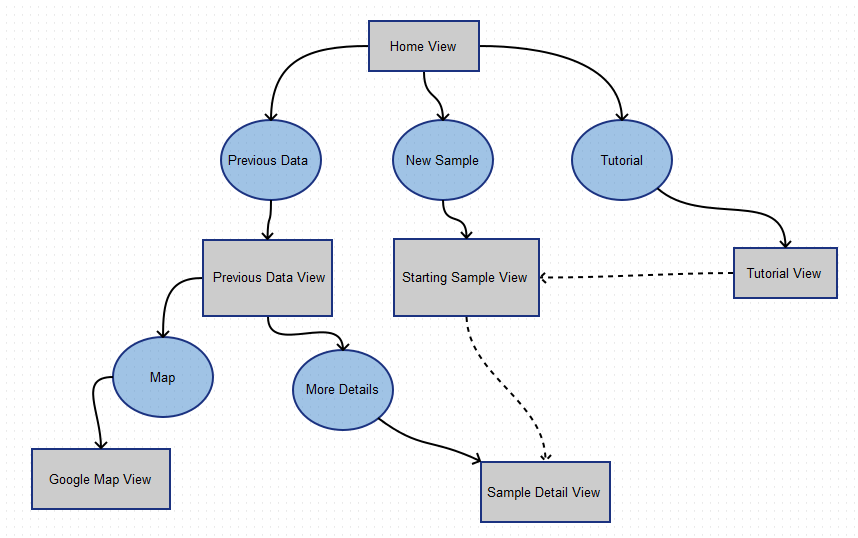 Home View
Previous Data
New Sample
Tutorial
Previous Data View
Starting Sample View
Tutorial View
Map
More Details
Google Map View
Sample Detail View